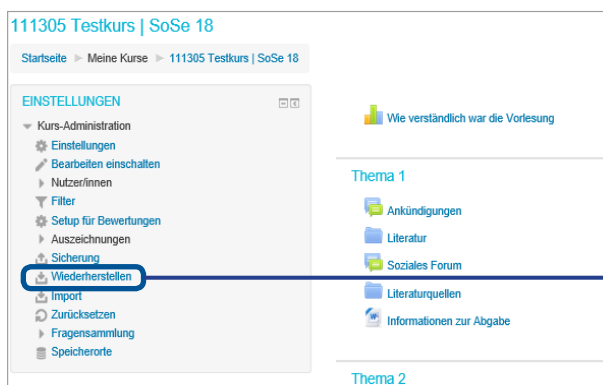 111305 Testkurs | SoSe 18
Startseite Meine Kurse 111305 Testkurs | SoSe 18
EINSTELLUNGEN
Kurs-Administration
Einstellungen
Bearbeiten einschalten
Nutzer/innen
Filter
Setup für Bewertungen
Auszeichnungen
Sicherung
Wiederherstellen
Import
Zurücksetzen
Fragensammlung
Speicherorte
Wie verständlich war die Vorlesung
Thema 1
Ankündigungen
Literatur
Soziales Forum
Literaturquellen
Informationen zur Abgabe
Thema 2